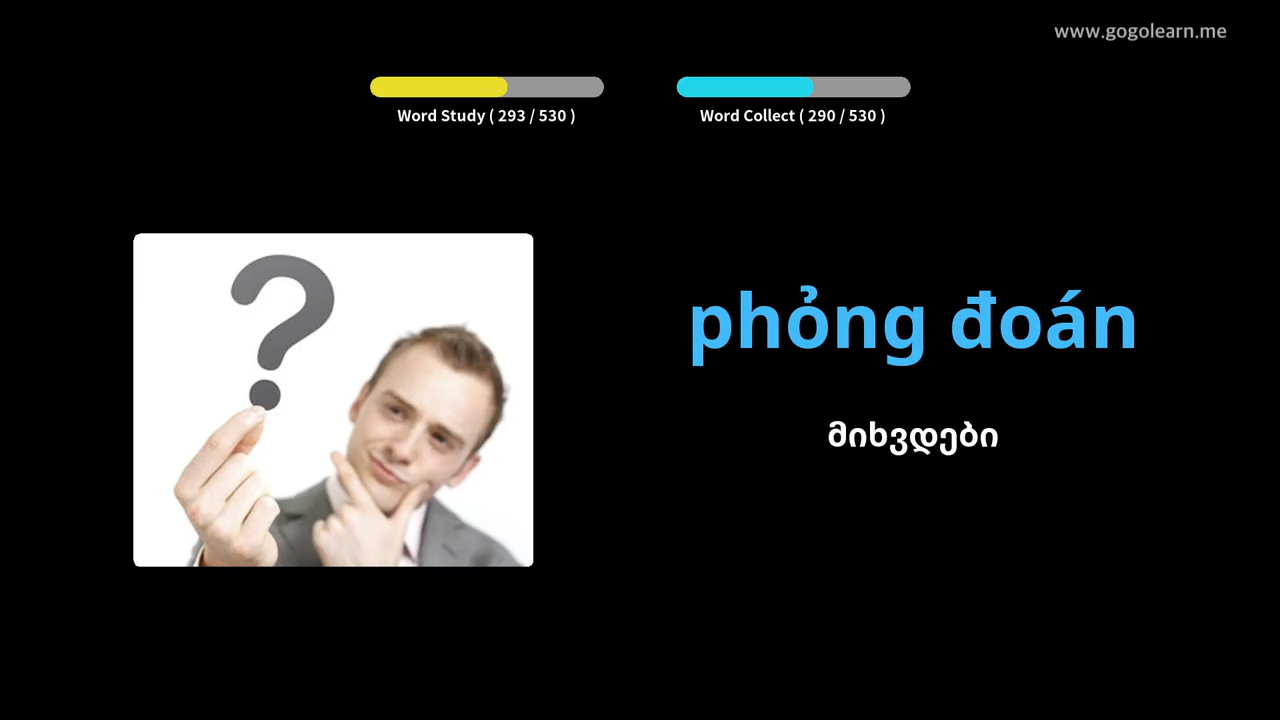 www.gogolearn.me
Word Study ( 293 / 530 )
Word Collect ( 290 / 530 )
phỏng đoán
მიხვდები